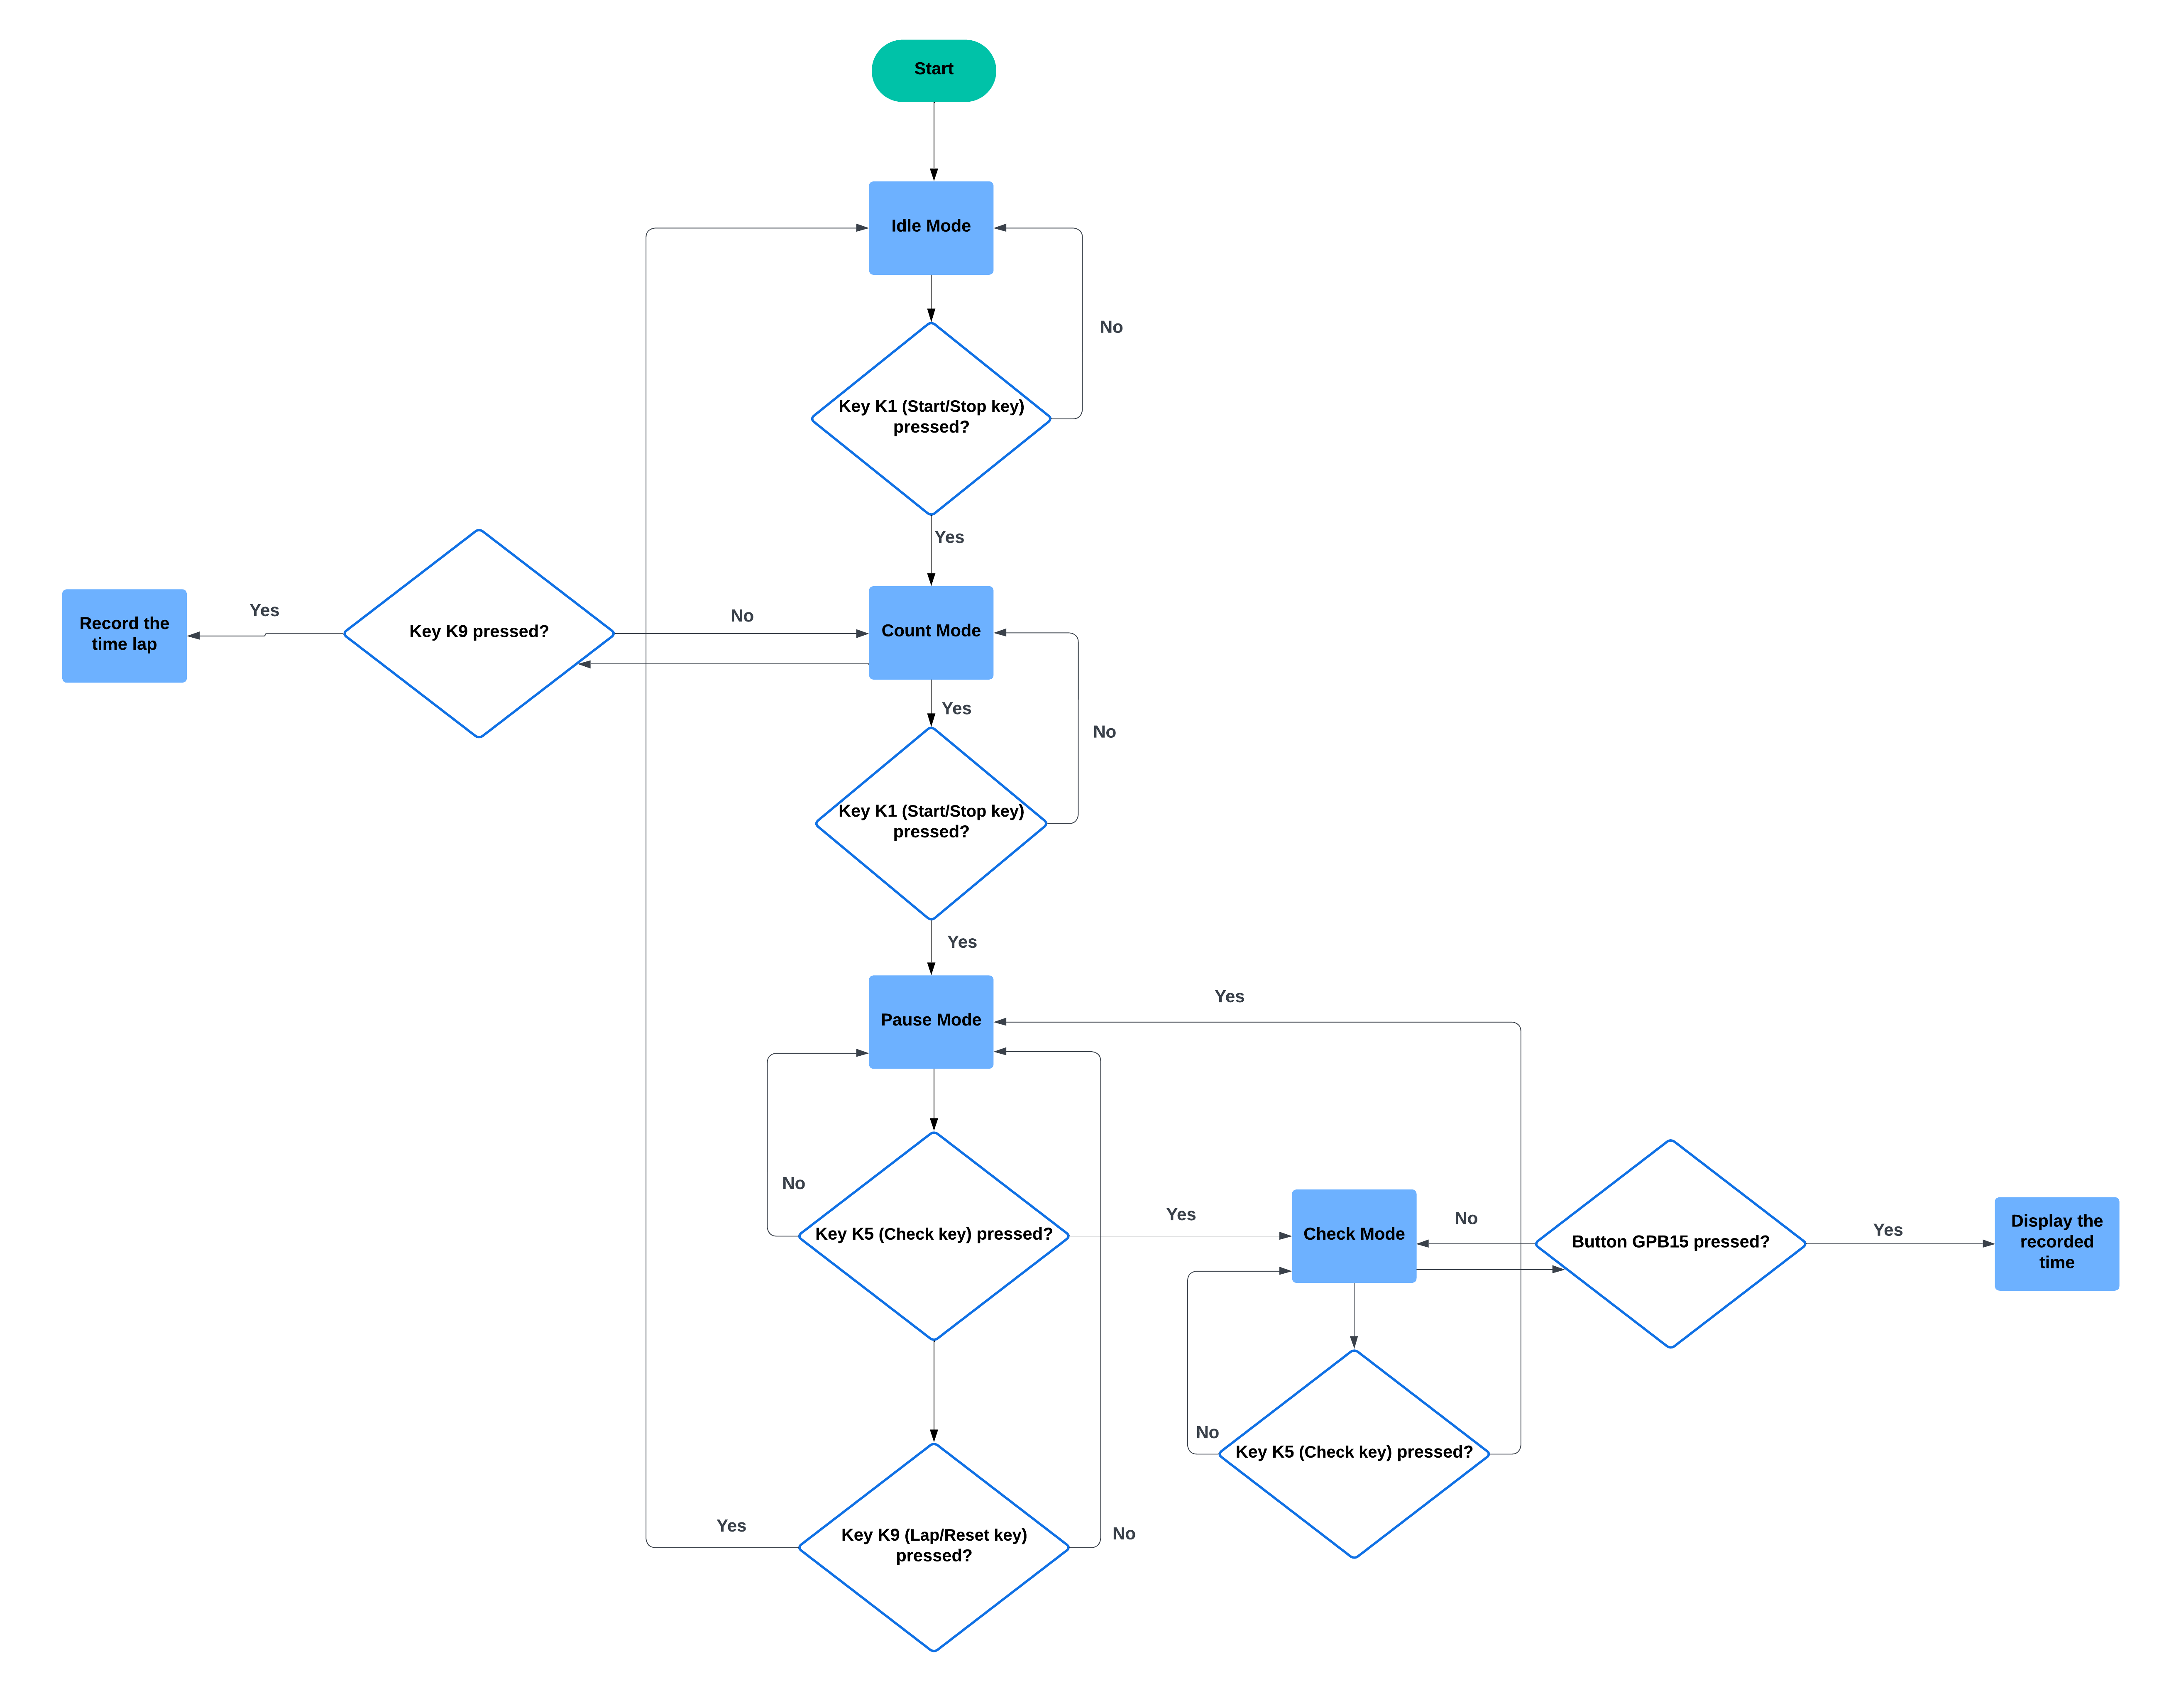 Start
Idle Mode
No
Key K1 (Start/Stop key)
pressed?
Yes
Record the
time lap
Yes
Key K9 pressed?
No
Count Mode
Yes
No
Key K1 (Start/Stop key)
pressed?
Yes
Pause Mode
Yes
No
Key K5 (Check key) pressed?
Yes
Check Mode
No
Button GPB15 pressed?
Yes
Display the
recorded
time
No
Key K5 (Check key) pressed?
Yes
Key K9 (Lap/Reset key)
pressed?
No